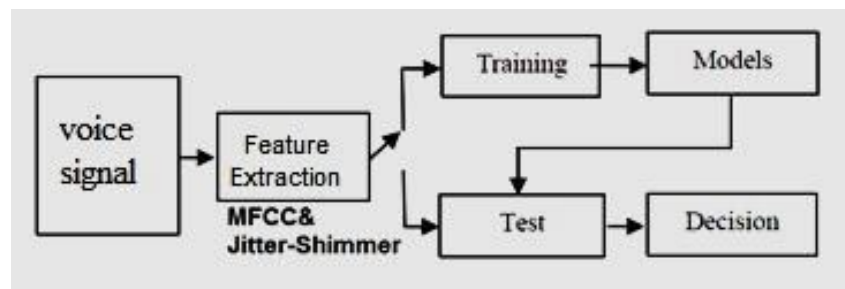 voice
signal
Feature
Extraction
MFCC&
Jitter-Shimmer
Training
Models
Test
Decision